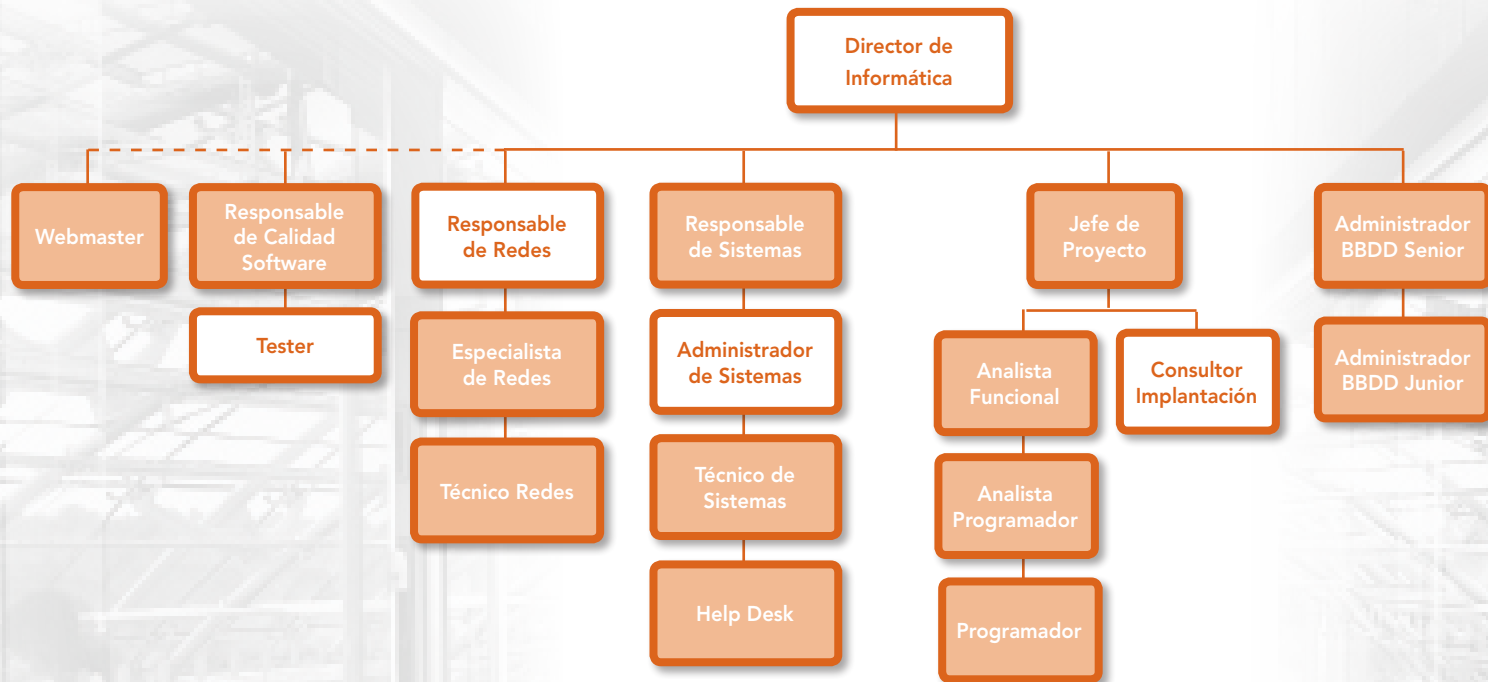 Director de
Informática
Webmaster
Responsable
de Calidad
Software
Responsable
de Redes
Responsable
de Sistemas
Jefe de
Proyecto
Administrador
BBDD Senior
Tester
Especialista
de Redes
Administrador
de Sistemas
Analista
Funcional
Consultor
Implantación
Administrador
BBDD Junior
Técnico Redes
Técnico de
Sistemas
Analista
Programador
Help Desk
Programador